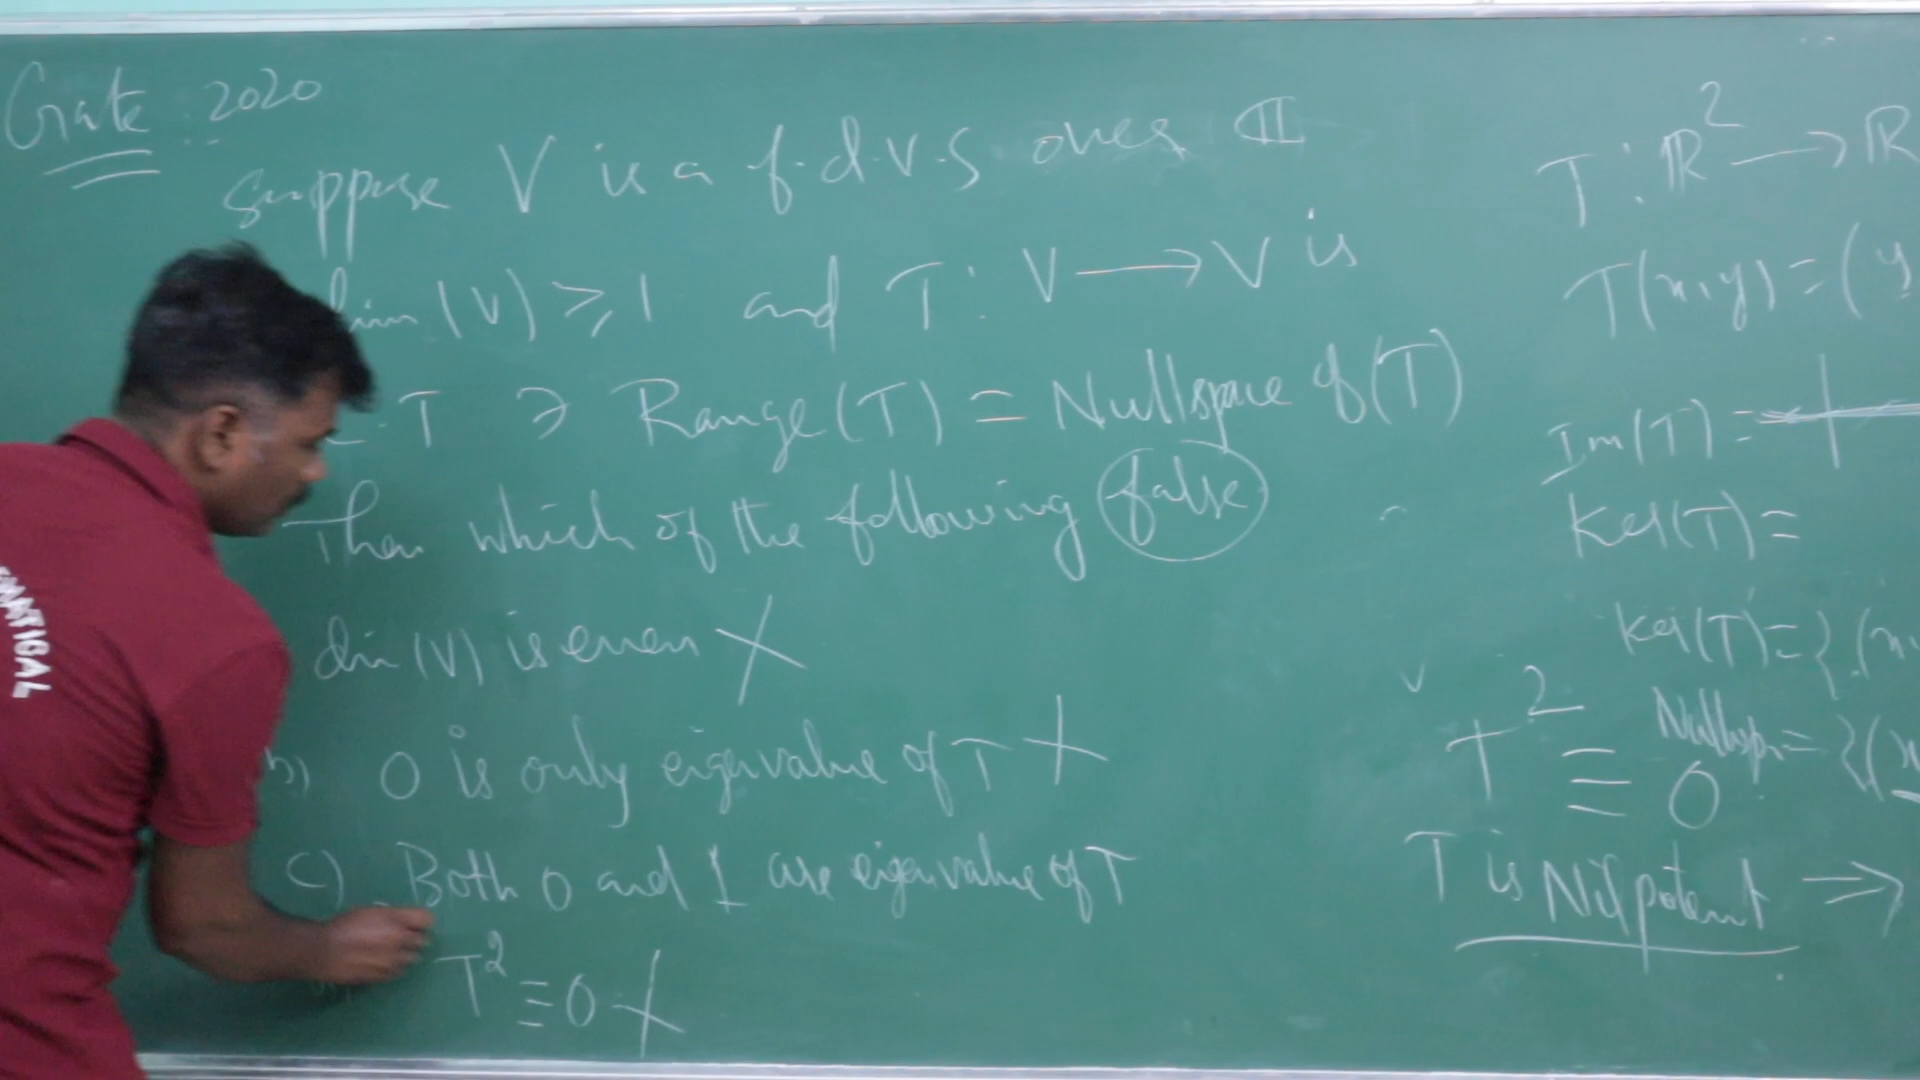 Gate : 2020
suppose V is a f.d.v.s over ℂ
dim (V) ≥ 1 and T : V → V is
L.T ∋ Range(T) = Nullspace of (T)
Then which of the following false
dim (V) is even X
b) 0 is only eigenvalue of T X
c) Both 0 and 1 are eigenvalue of T
T² ≡ 0 X
T : ℝ² → ℝ
T(x,y) = (y
Im(T) =
Ker(T) =
Ker(T) = {(x,
Nullsp = {(x
T² ≡ 0
T is Nilpotent ⇒
MATICAL